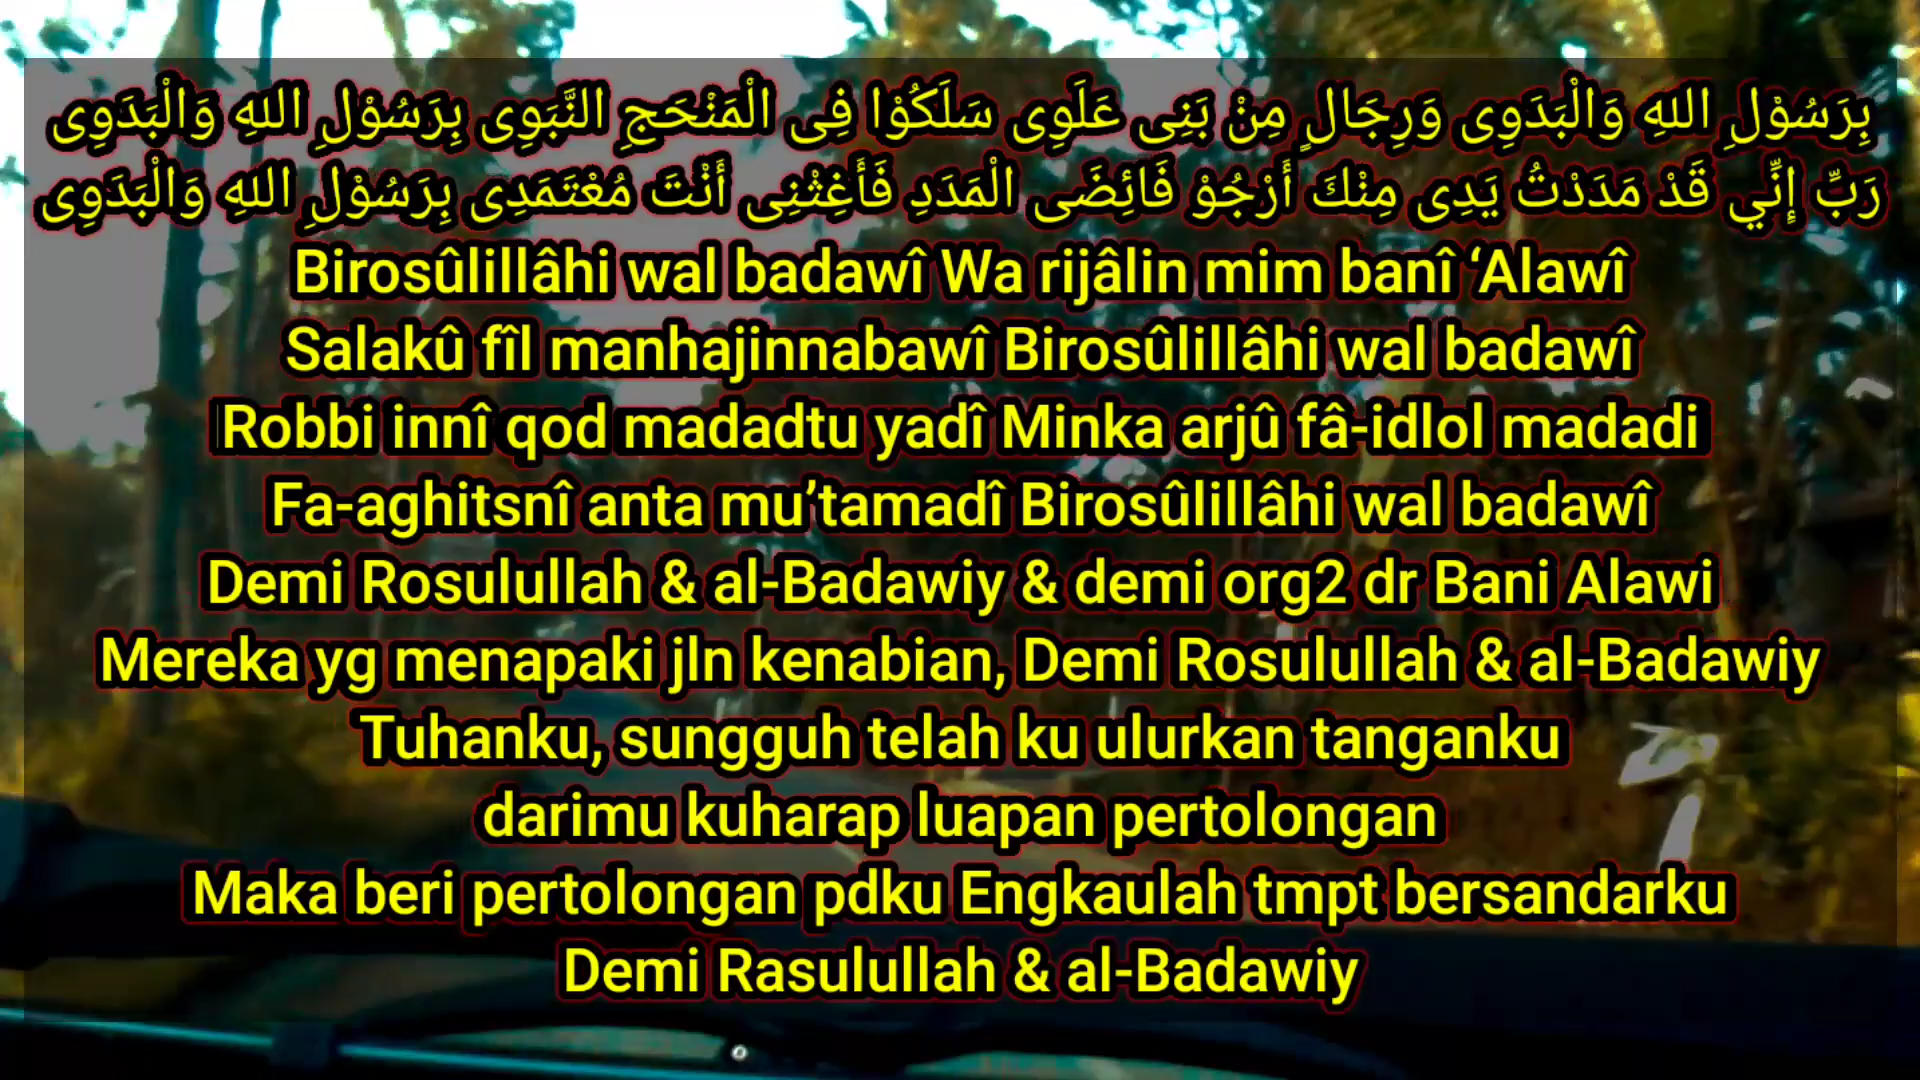 بِرَسُوْلِ اللهِ وَالْبَدَوِى وَرِجَالٍ مِنْ بَنِى عَلَوِى سَلَكُوْا فِى الْمَنْحَجِ النَّبَوِى بِرَسُوْلِ اللهِ وَالْبَدَوِى
رَبِّ إِنِّي قَدْ مَدَدْتُ يَدِى مِنْكَ أَرْجُوْ فَائِضَى الْمَدَدِ فَأَغِثْنِى أَنْتَ مُعْتَمَدِى بِرَسُوْلِ اللهِ وَالْبَدَوِى
Birosûlillâhi wal badawî Wa rijâlin mim banî ‘Alawî
Salakû fîl manhajinnabawî Birosûlillâhi wal badawî
Robbi innî qod madadtu yadî Minka arjû fâ-idlol madadi
Fa-aghitsnî anta mu’tamadî Birosûlillâhi wal badawî
Demi Rosulullah & al-Badawiy & demi org2 dr Bani Alawi
Mereka yg menapaki jln kenabian, Demi Rosulullah & al-Badawiy
Tuhanku, sungguh telah ku ulurkan tanganku
darimu kuharap luapan pertolongan
Maka beri pertolongan pdku Engkaulah tmpt bersandarku
Demi Rasulullah & al-Badawiy